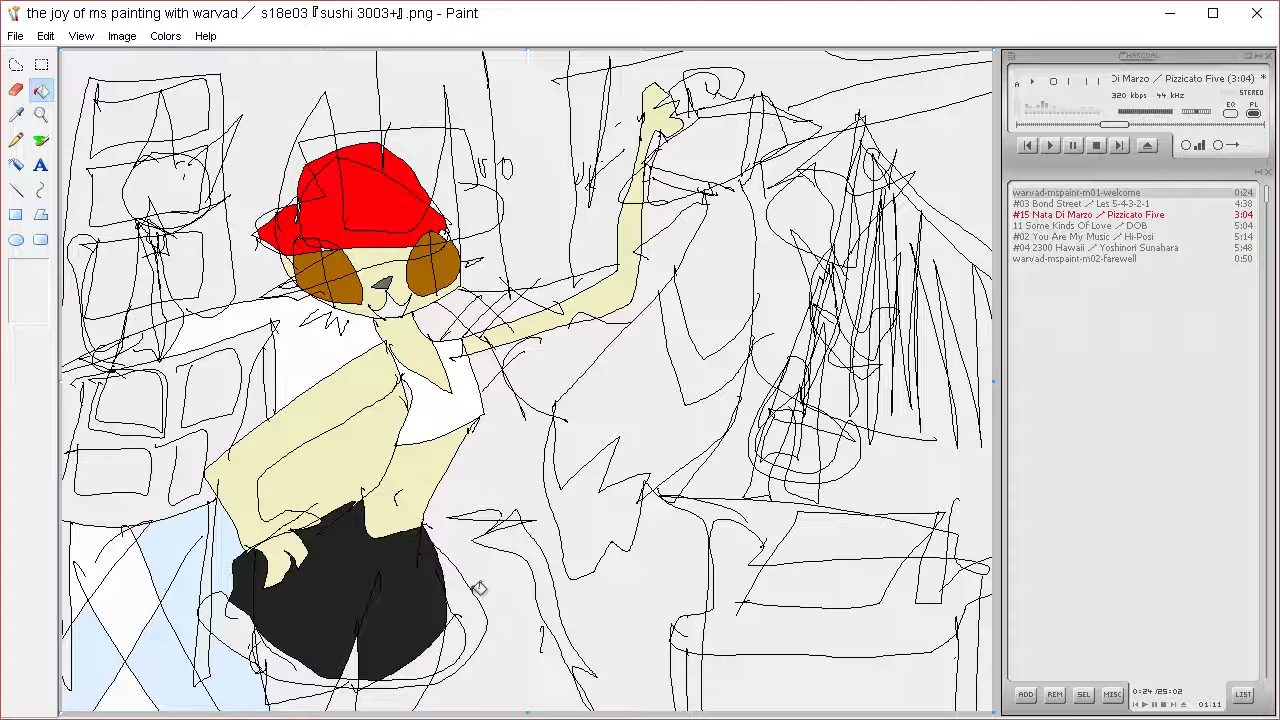 the joy of ms painting with warvad ／ s18e03『sushi 3003+』.png - Paint
File Edit View Image Colors Help
CHARCOAL
Di Marzo ／ Pizzicato Five (3:04) *
320 kbps 44 kHz
STEREO
EQ PL
warvad-mspaint-m01-welcome 0:24
#03 Bond Street ／ Les 5-4-3-2-1 4:38
#15 Nata Di Marzo ／ Pizzicato Five 3:04
11 Some Kinds Of Love ／ DOB 5:04
#02 You Are My Music ／ Hi-Posi 5:14
#04 2300 Hawaii ／ Yoshinori Sunahara 5:48
warvad-mspaint-m02-farewell 0:50
ADD REM SEL MISC 0:24 /25:02 01:11 LIST